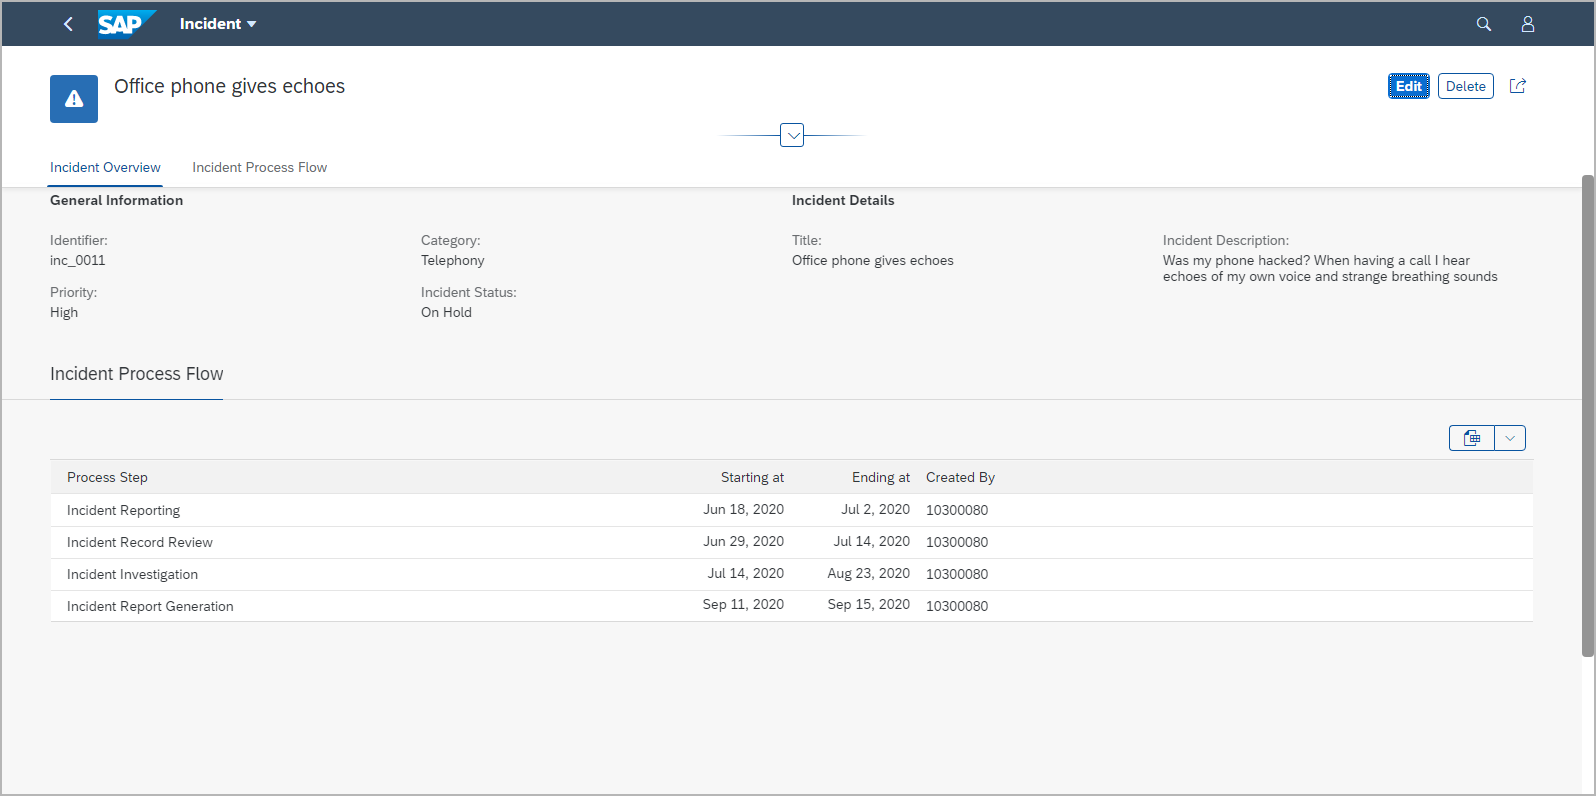 SAP Incident
Office phone gives echoes
Edit Delete
Incident Overview Incident Process Flow
General Information Incident Details
Identifier: Category: Title: Incident Description:
inc_0011 Telephony Office phone gives echoes Was my phone hacked? When having a call I hear
echoes of my own voice and strange breathing sounds
Priority: Incident Status:
High On Hold
Incident Process Flow
Process Step Starting at Ending at Created By
Incident Reporting Jun 18, 2020 Jul 2, 2020 10300080
Incident Record Review Jun 29, 2020 Jul 14, 2020 10300080
Incident Investigation Jul 14, 2020 Aug 23, 2020 10300080
Incident Report Generation Sep 11, 2020 Sep 15, 2020 10300080